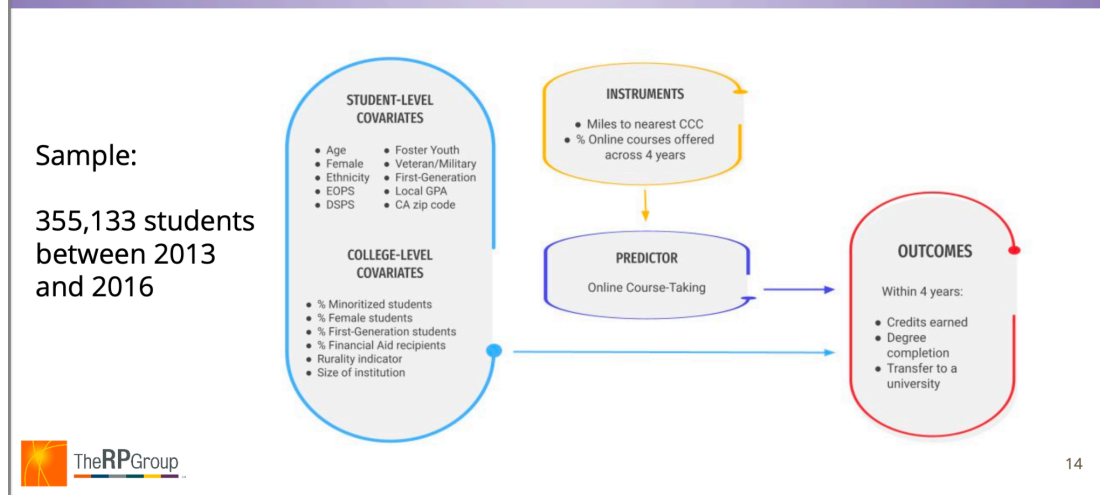 Sample:
355,133 students
between 2013
and 2016
STUDENT-LEVEL
COVARIATES
• Age
• Female
• Ethnicity
• EOPS
• DSPS
• Foster Youth
• Veteran/Military
• First-Generation
• Local GPA
• CA zip code
COLLEGE-LEVEL
COVARIATES
• % Minoritized students
• % Female students
• % First-Generation students
• % Financial Aid recipients
• Rurality indicator
• Size of institution
INSTRUMENTS
• Miles to nearest CCC
• % Online courses offered
across 4 years
PREDICTOR
Online Course-Taking
OUTCOMES
Within 4 years:
• Credits earned
• Degree
completion
• Transfer to a
university
TheRPGroup
14